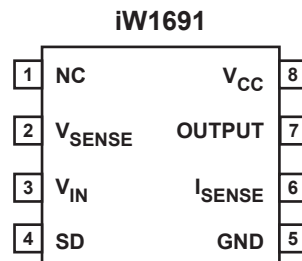 iW1691
1 NC V_CC 8
2 V_SENSE OUTPUT 7
3 V_IN I_SENSE 6
4 SD GND 5